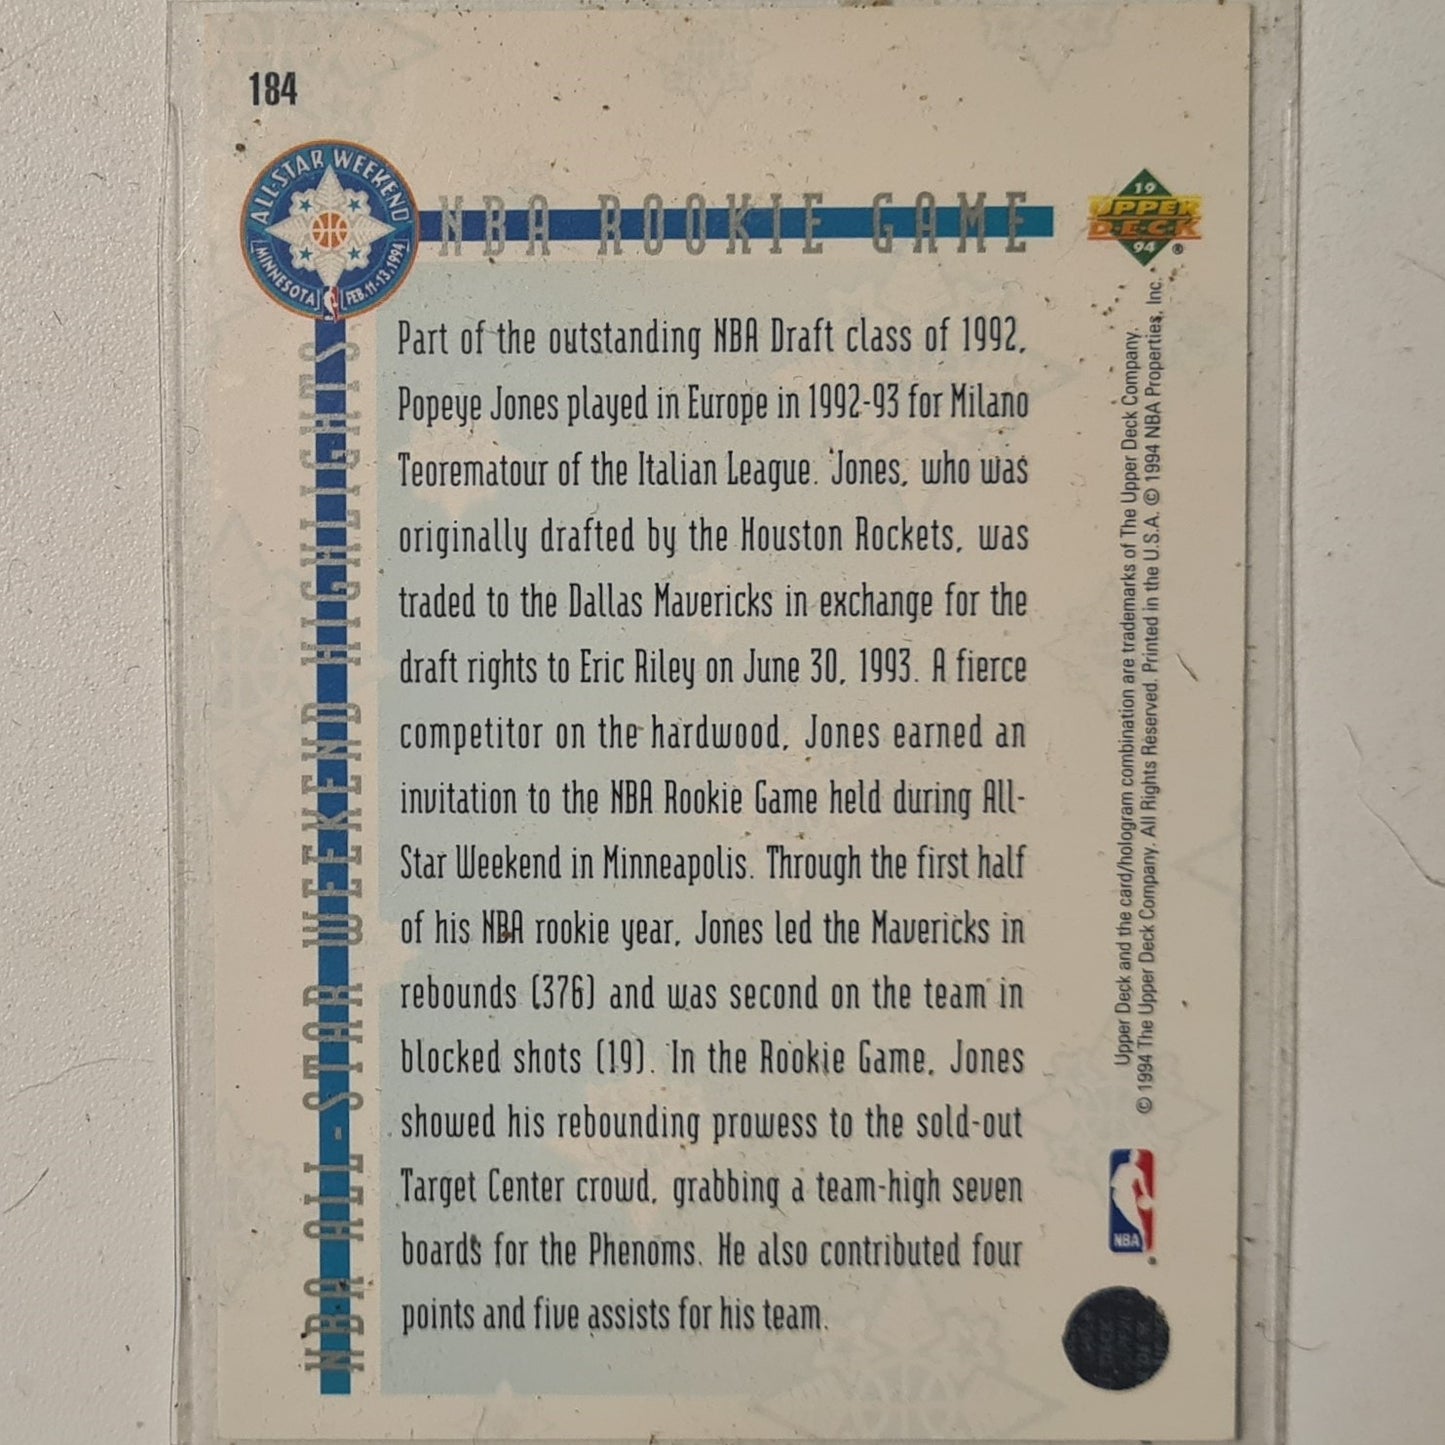 184
ALL-STAR WEEKEND
MINNESOTA
FEB. 11-13, 1994
NBA ROOKIE GAME
19
UPPER
DECK
94 ®
NBA ALL-STAR WEEKEND HIGHLIGHTS
Part of the outstanding NBA Draft class of 1992,
Popeye Jones played in Europe in 1992-93 for Milano
Teorematour of the Italian League. Jones, who was
originally drafted by the Houston Rockets, was
traded to the Dallas Mavericks in exchange for the
draft rights to Eric Riley on June 30, 1993. A fierce
competitor on the hardwood, Jones earned an
invitation to the NBA Rookie Game held during All-
Star Weekend in Minneapolis. Through the first half
of his NBA rookie year, Jones led the Mavericks in
rebounds (376) and was second on the team in
blocked shots (19). In the Rookie Game, Jones
showed his rebounding prowess to the sold-out
Target Center crowd, grabbing a team-high seven
boards for the Phenoms. He also contributed four
points and five assists for his team.
Upper Deck and the card/hologram combination are trademarks of The Upper Deck Company.
© 1994 The Upper Deck Company. All Rights Reserved. Printed in the U.S.A. © 1994 NBA Properties, Inc.
NBA